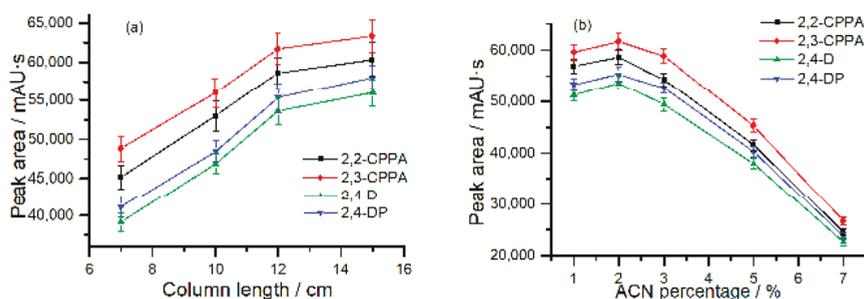 (a)
Peak area / mAU·s
65,000
60,000
55,000
50,000
45,000
40,000
2,2-CPPA
2,3-CPPA
2,4 D
2,4-DP
6
8
10
12
14
16
Column length / cm
(b)
Peak area / mAU·s
60,000
50,000
40,000
30,000
20,000
2,2-CPPA
2,3-CPPA
2,4-D
2,4-DP
1
2
3
4
5
6
7
ACN percentage / %